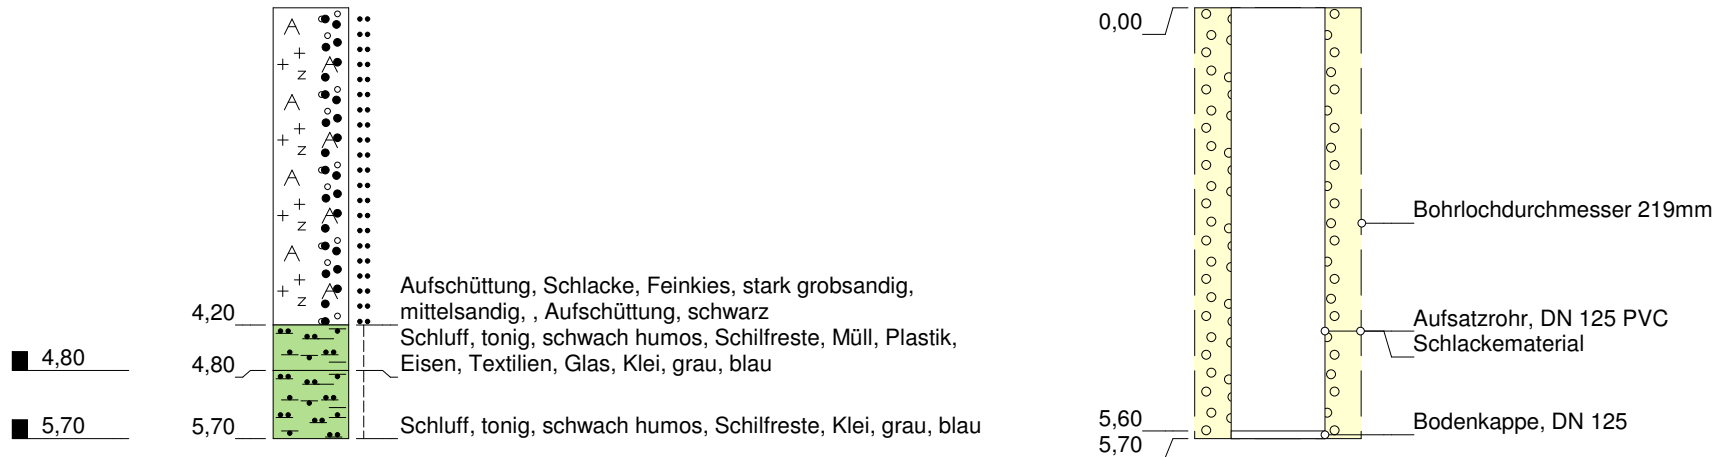 0,00
Bohrlochdurchmesser 219mm
Aufschüttung, Schlacke, Feinkies, stark grobsandig,
4,20
mittelsandig, , Aufschüttung, schwarz
Aufsatzrohr, DN 125 PVC
Schluff, tonig, schwach humos, Schilfreste, Müll, Plastik,
Schlackematerial
4,80
4,80
Eisen, Textilien, Glas, Klei, grau, blau
5,70
5,70
Schluff, tonig, schwach humos, Schilfreste, Klei, grau, blau
5,60
Bodenkappe, DN 125
5,70